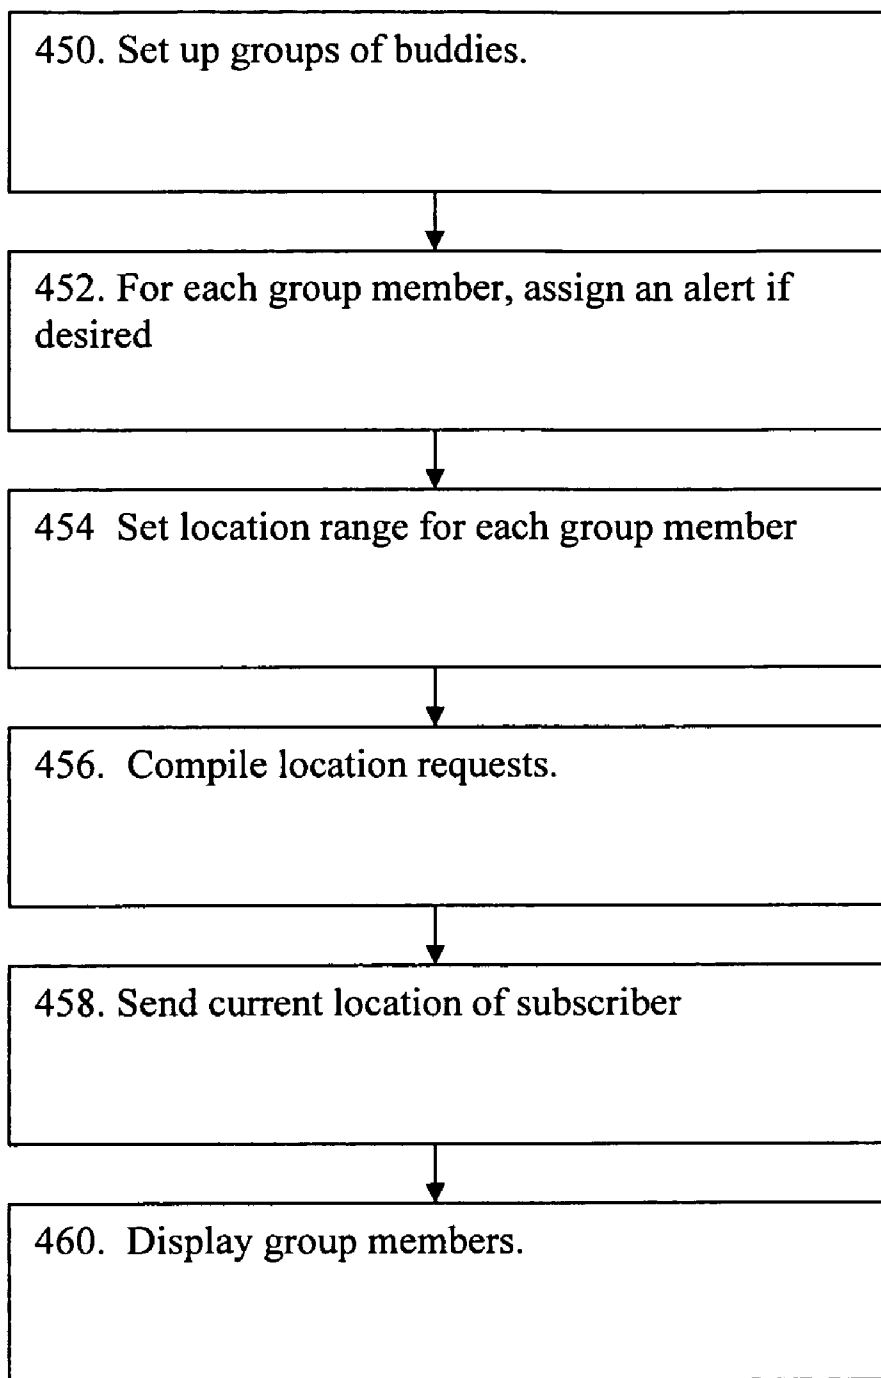 450. Set up groups of buddies.
452. For each group member, assign an alert if
desired
454 Set location range for each group member
456. Compile location requests.
458. Send current location of subscriber
460. Display group members.